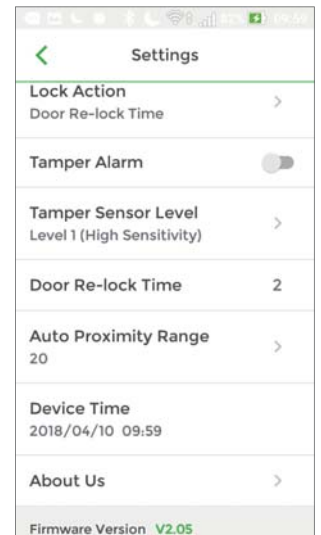 09:59
Settings
Lock Action
Door Re-lock Time
Tamper Alarm
Tamper Sensor Level
Level 1 (High Sensitivity)
Door Re-lock Time 2
Auto Proximity Range
20
Device Time
2018/04/10 09:59
About Us
Firmware Version V2.05